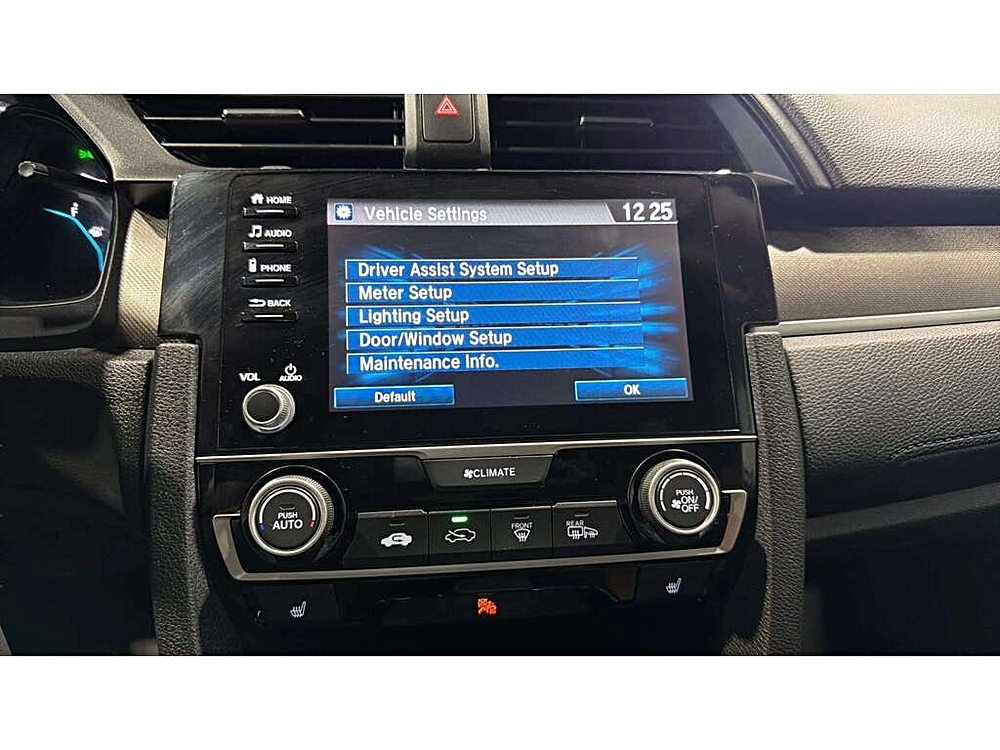 HOME
AUDIO
PHONE
BACK
VOL
AUDIO
Vehicle Settings
12 25
Driver Assist System Setup
Meter Setup
Lighting Setup
Door/Window Setup
Maintenance Info.
Default
OK
CLIMATE
PUSH
AUTO
FRONT
REAR
PUSH
ON/
OFF